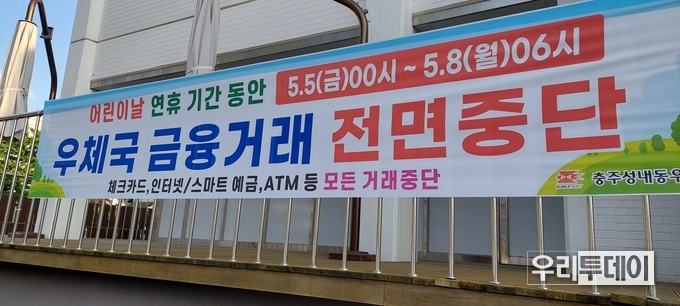 어린이날 연휴 기간 동안 5.5(금)00시 ~ 5.8(월)06시
우체국 금융거래 전면중단
체크카드,인터넷/스마트 예금,ATM 등 모든 거래중단
KOREA POST
충주성내동우
우리투데이